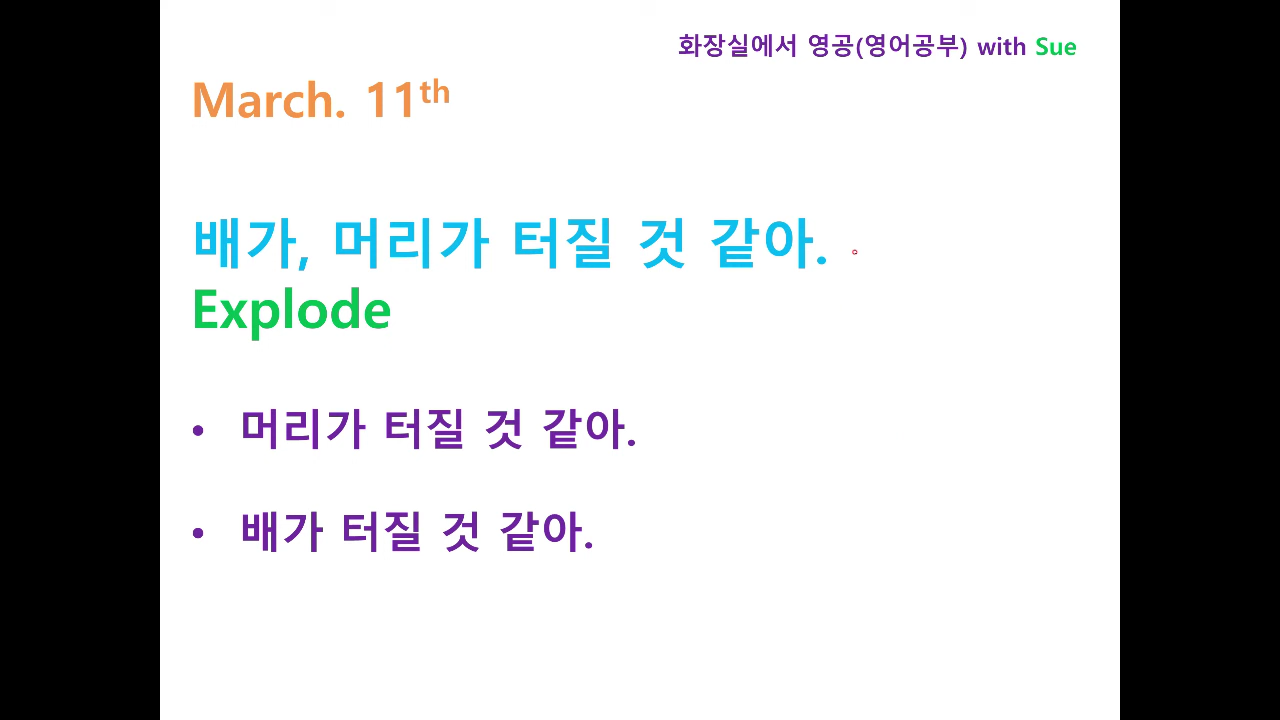 화장실에서 영공(영어공부) with Sue
March. 11th
배가, 머리가 터질 것 같아.
Explode
• 머리가 터질 것 같아.
• 배가 터질 것 같아.